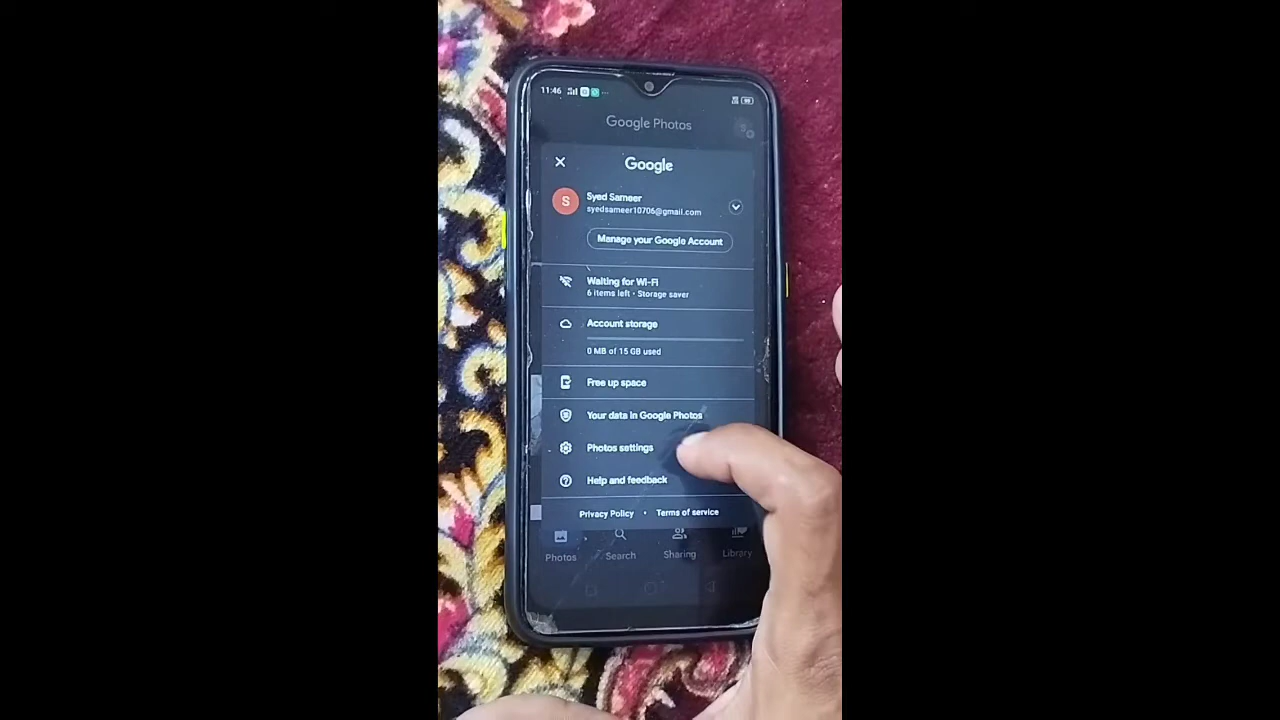 11:46
Google Photos
Google
S
Syed Sameer
syedsameer10706@gmail.com
Manage your Google Account
Waiting for Wi-Fi
6 items left • Storage saver
Account storage
0 MB of 15 GB used
Free up space
Your data in Google Photos
Photos settings
Help and feedback
Privacy Policy • Terms of service
Photos Search Sharing Library